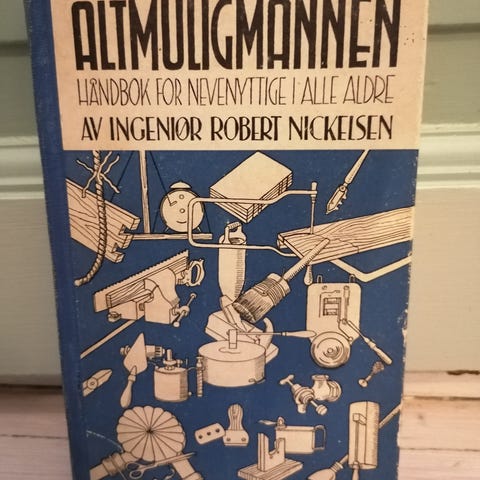 ALTMULIGMANNEN
HÅNDBOK FOR NEVENYTTIGE I ALLE ALDRE
AV INGENIØR ROBERT NICKELSEN